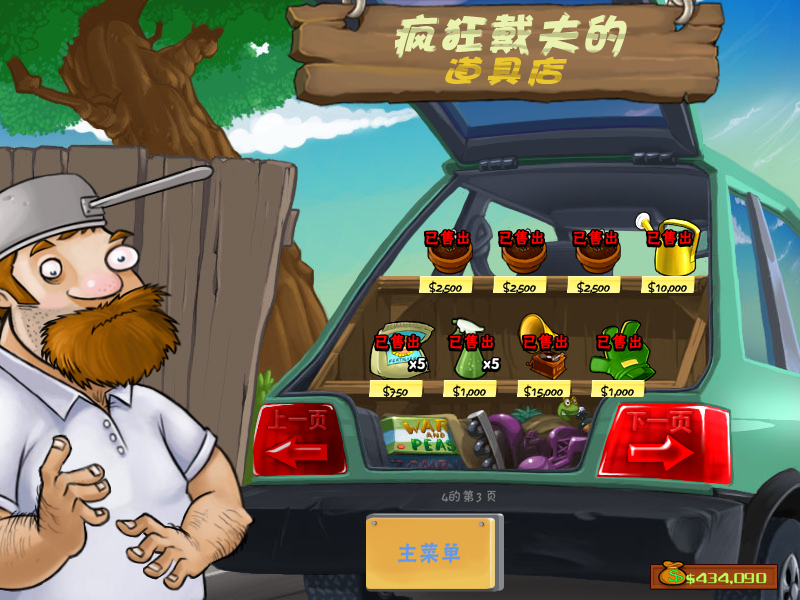 疯狂戴夫的
道具店
已售出 已售出 已售出 已售出
$2,500 $2,500 $2,500 $10,000
已售出 已售出 已售出 已售出
×5 ×5
$750 $1,000 $15,000 $1,000
上一页 下一页
WAR
AND
PEAS
4的第3页
主菜单
$434,090